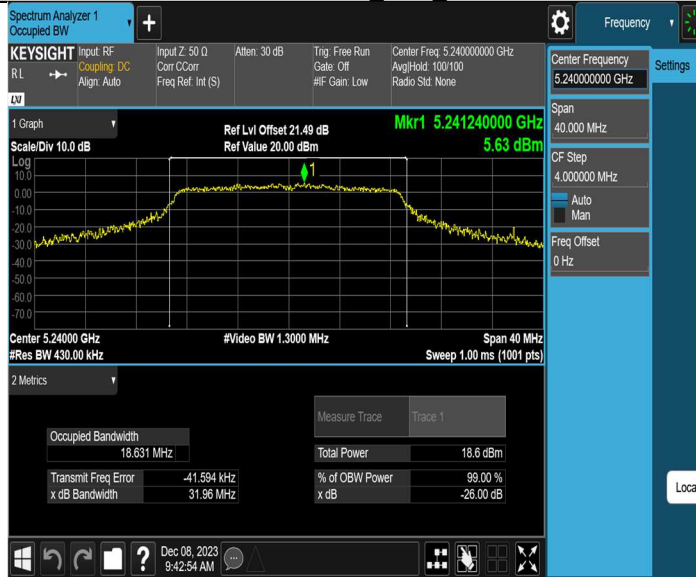 Spectrum Analyzer 1
Occupied BW
Frequency
KEYSIGHT
Input: RF
Coupling: DC
Align: Auto
Input Z: 50 Ω
Corr CCorr
Freq Ref: Int (S)
Atten: 30 dB
Trig: Free Run
Gate: Off
#IF Gain: Low
Center Freq: 5.240000000 GHz
Avg|Hold: 100/100
Radio Std: None
RL
LXI
Center Frequency
5.240000000 GHz
Settings
Span
40.000 MHz
CF Step
4.000000 MHz
Auto
Man
Freq Offset
0 Hz
Local
1 Graph
Scale/Div 10.0 dB
Ref Lvl Offset 21.49 dB
Ref Value 20.00 dBm
Mkr1 5.241240000 GHz
5.63 dBm
Log
10.0
0.00
-10.0
-20.0
-30.0
-40.0
-50.0
-60.0
-70.0
1
Center 5.24000 GHz
#Video BW 1.3000 MHz
Span 40 MHz
#Res BW 430.00 kHz
Sweep 1.00 ms (1001 pts)
2 Metrics
Measure Trace
Trace 1
Occupied Bandwidth
18.631 MHz
Total Power
18.6 dBm
Transmit Freq Error
-41.594 kHz
% of OBW Power
99.00 %
x dB Bandwidth
31.96 MHz
x dB
-26.00 dB
?
Dec 08, 2023
9:42:54 AM